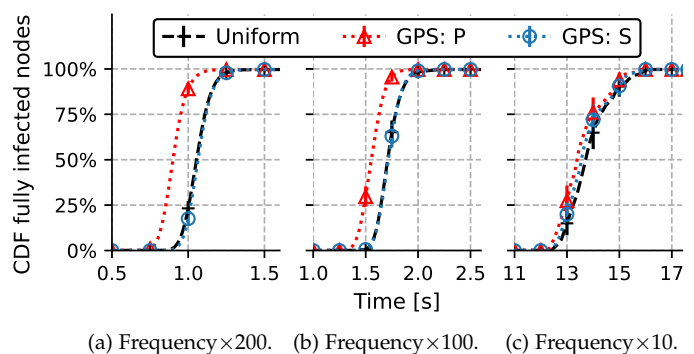 Uniform GPS: P GPS: S
CDF fully infected nodes
100%
75%
50%
25%
0%
0.5 1.0 1.5 1.0 1.5 2.0 2.5 11 13 15 17
Time [s]
(a) Frequency×200. (b) Frequency×100. (c) Frequency×10.